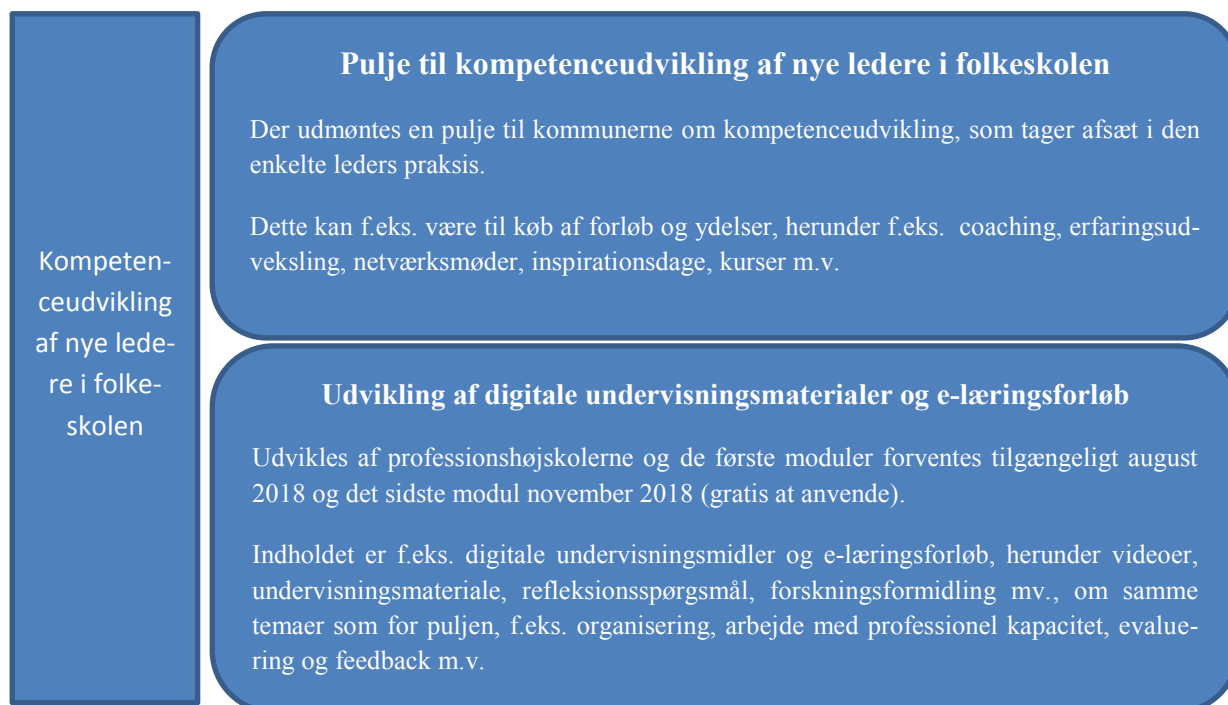 Kompeten-
ceudvikling
af nye lede-
re i folke-
skolen
Pulje til kompetenceudvikling af nye ledere i folkeskolen
Der udmøntes en pulje til kommunerne om kompetenceudvikling, som tager afsæt i den
enkelte leders praksis.
Dette kan f.eks. være til køb af forløb og ydelser, herunder f.eks. coaching, erfaringsud-
veksling, netværksmøder, inspirationsdage, kurser m.v.
Udvikling af digitale undervisningsmaterialer og e-læringsforløb
Udvikles af professionshøjskolerne og de første moduler forventes tilgængeligt august
2018 og det sidste modul november 2018 (gratis at anvende).
Indholdet er f.eks. digitale undervisningsmidler og e-læringsforløb, herunder videoer,
undervisningsmateriale, refleksionsspørgsmål, forskningsformidling mv., om samme
temaer som for puljen, f.eks. organisering, arbejde med professionel kapacitet, evalue-
ring og feedback m.v.